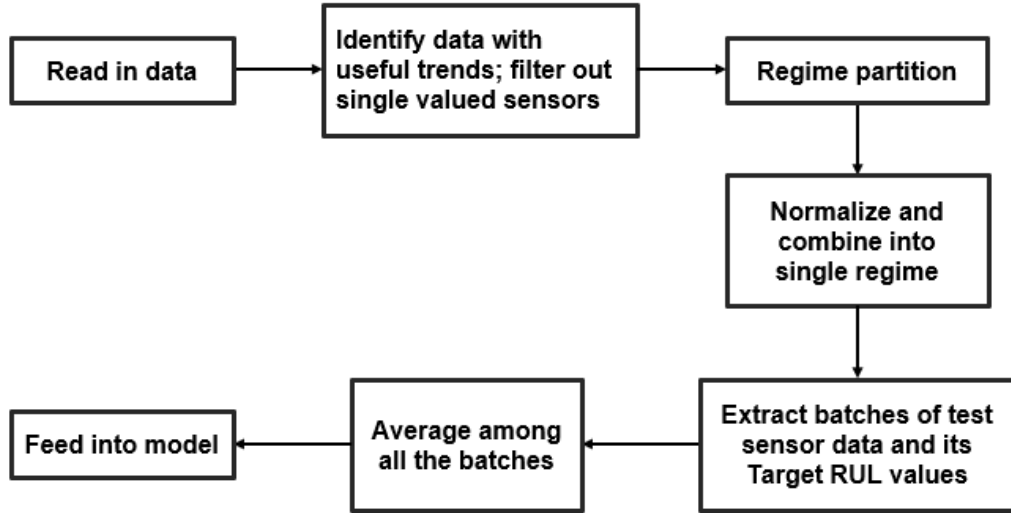 Read in data
Identify data with
useful trends; filter out
single valued sensors
Regime partition
Normalize and
combine into
single regime
Extract batches of test
sensor data and its
Target RUL values
Average among
all the batches
Feed into model